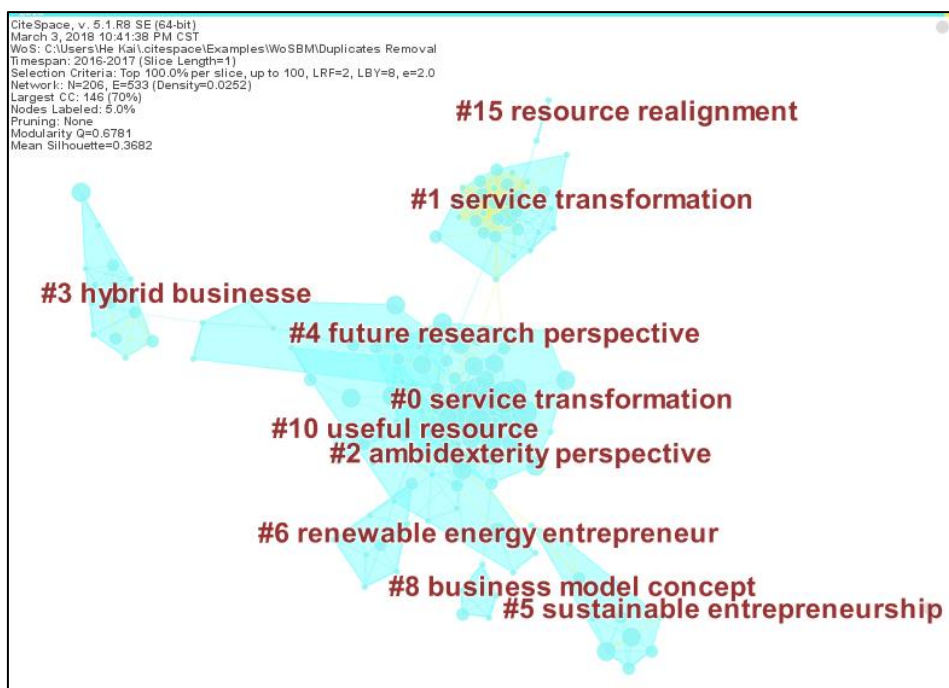 CiteSpace, v. 5.1.R8 SE (64-bit)
March 3, 2018 10:41:38 PM CST
WoS: C:\Users\He Kai\.citespace\Examples\WoSBM\Duplicates Removal
Timespan: 2016-2017 (Slice Length=1)
Selection Criteria: Top 100.0% per slice, up to 100, LRF=2, LBY=8, e=2.0
Network: N=206, E=533 (Density=0.0252)
Largest CC: 146 (70%)
Nodes Labeled: 5.0%
Pruning: None
Modularity Q=0.6781
Mean Silhouette=0.3682
#15 resource realignment
#1 service transformation
#3 hybrid businesse
#4 future research perspective
#0 service transformation
#10 useful resource
#2 ambidexterity perspective
#6 renewable energy entrepreneur
#8 business model concept
#5 sustainable entrepreneurship